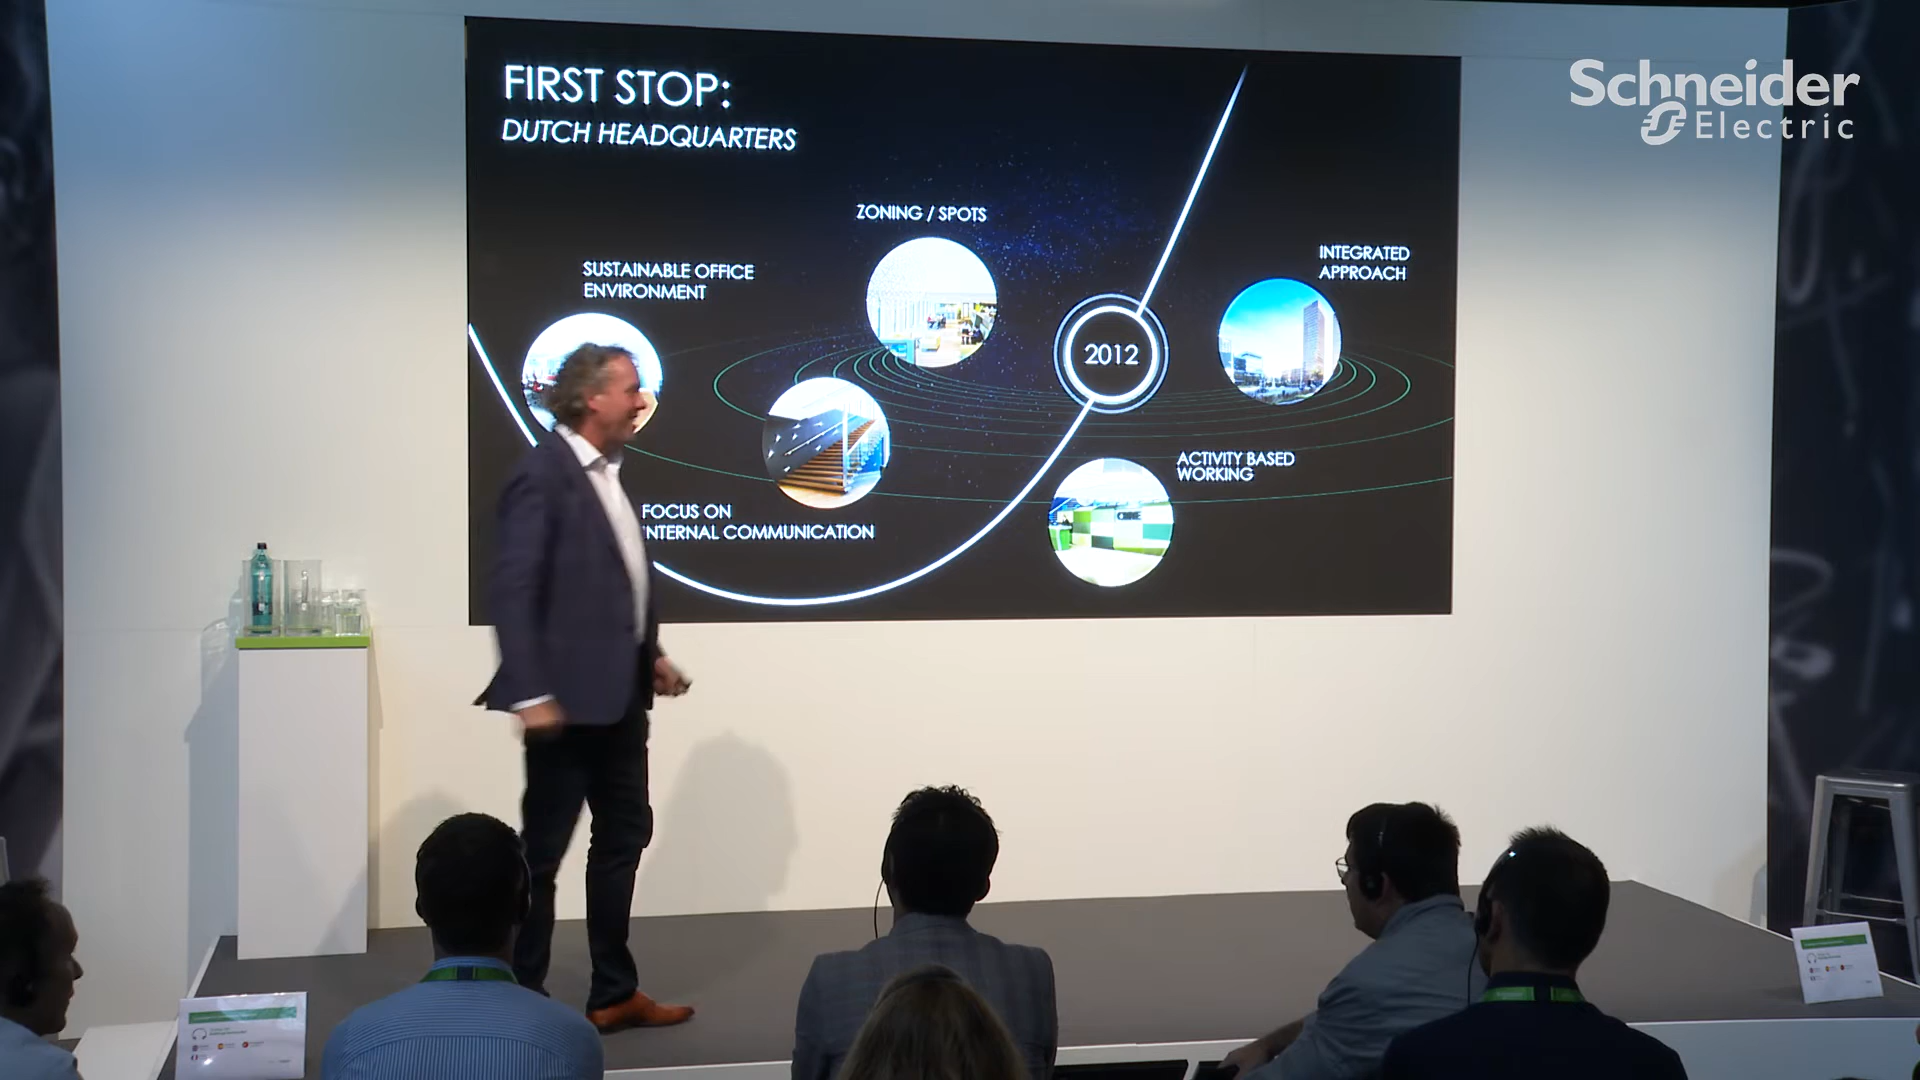 FIRST STOP:
DUTCH HEADQUARTERS
Schneider
Electric
ZONING / SPOTS
SUSTAINABLE OFFICE
ENVIRONMENT
INTEGRATED
APPROACH
2012
ACTIVITY BASED
WORKING
FOCUS ON
INTERNAL COMMUNICATION